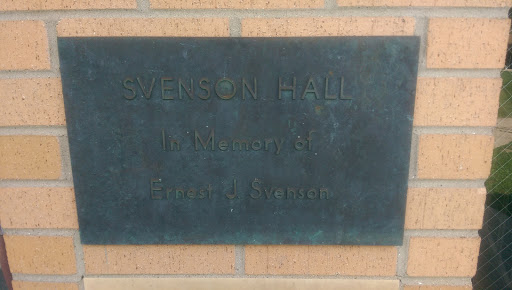 SVENSON HALL
In Memory of
Ernest J. Svenson